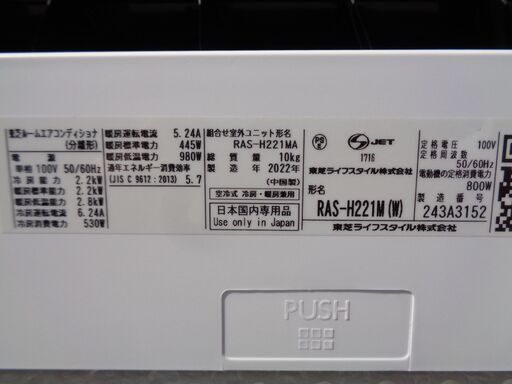 東芝ルームエアコンディショナ
(分離形)
電源
単相 100V 50/60Hz
冷房能力 2.2kW
暖房標準能力 2.2kW
暖房低温能力 2.8kW
冷房運転電流 6.24A
冷房消費電力 530W
暖房運転電流 5.24A
暖房標準電力 445W
暖房低温電力 980W
通年エネルギー消費効率
(JIS C 9612:2013) 5.7
組合せ室外ユニット形名
RAS-H221MA
総質量 10kg
製造年 2022年
(中国製)
空冷式 冷房・暖房兼用
日本国内専用品
Use only in Japan
PS
E
JET
1716
東芝ライフスタイル株式会社
形名
RAS-H221M(W)
東芝ライフスタイル株式会社
定格電圧 100V
定格周波数
50/60Hz
電動機の定格消費電力
800W
製造番号
243A3152
PUSH